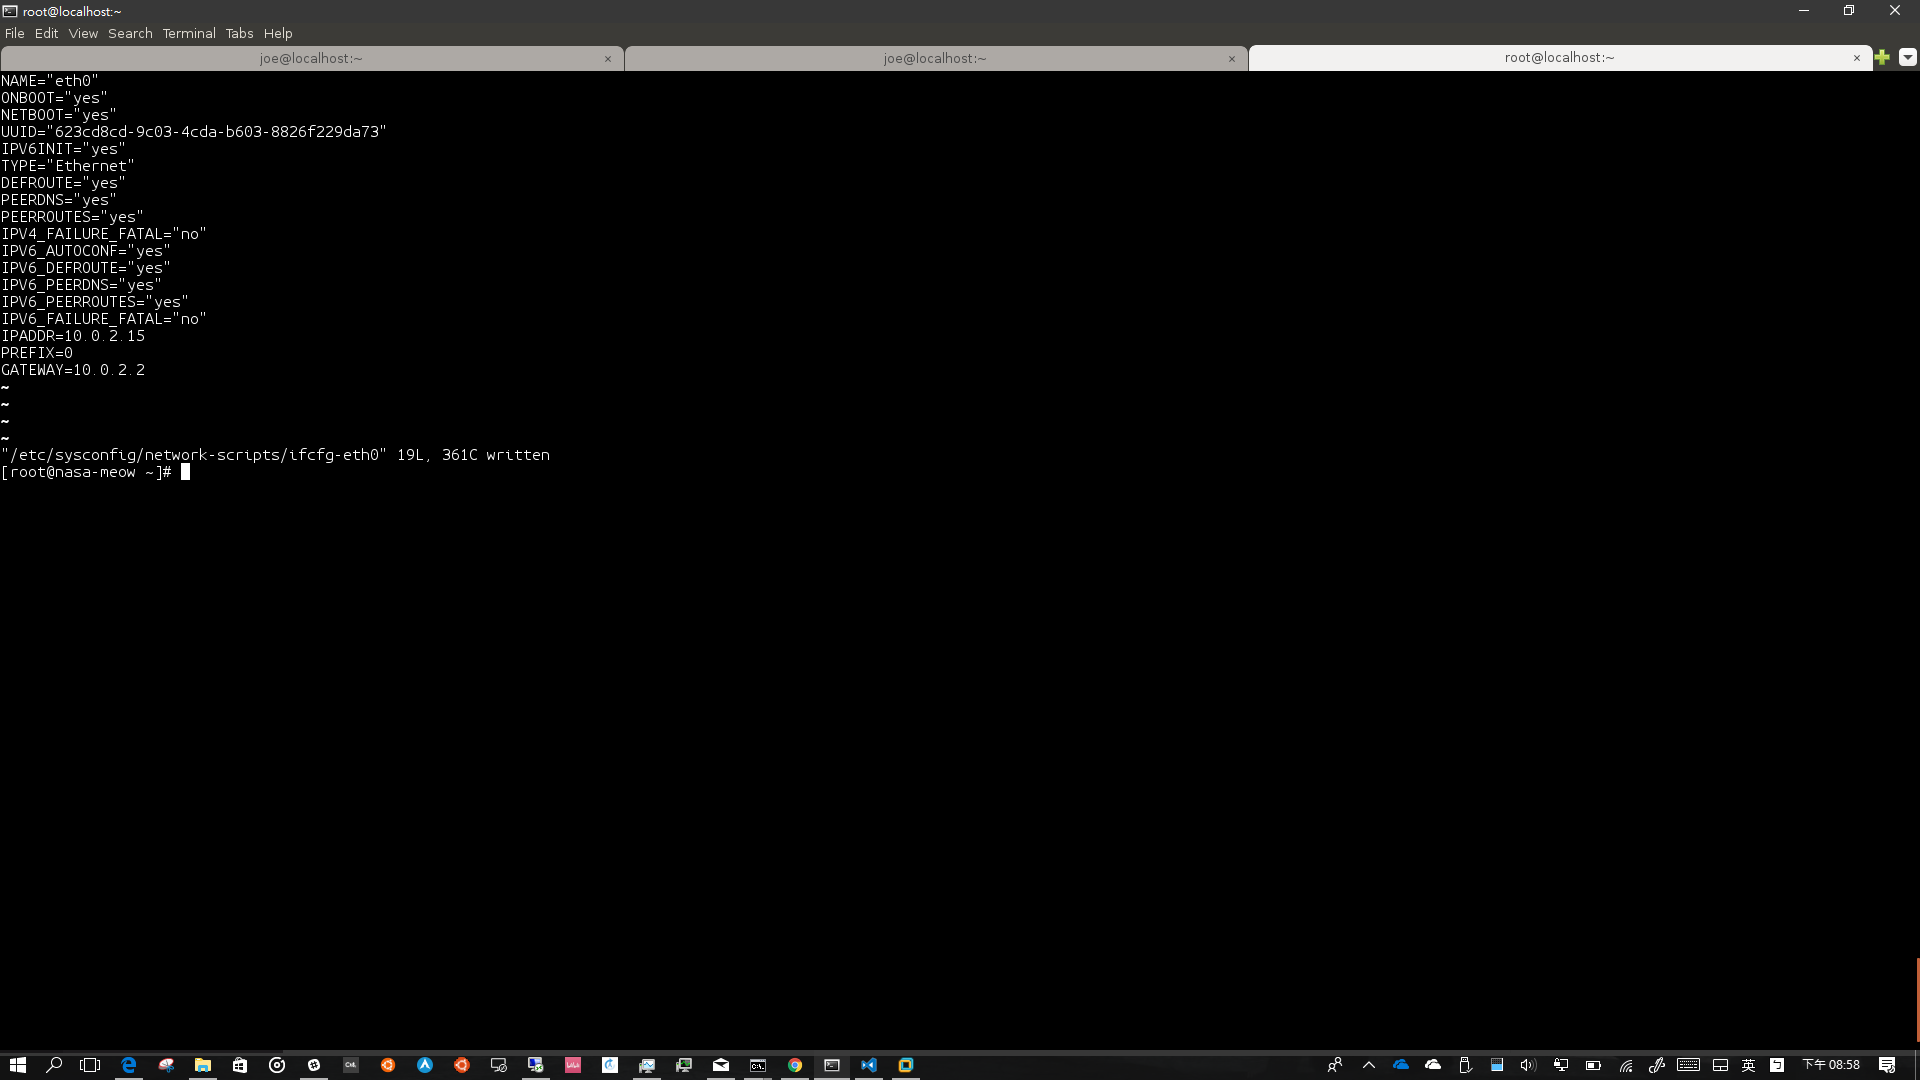 root@localhost:~
File Edit View Search Terminal Tabs Help
joe@localhost:~ × joe@localhost:~ × root@localhost:~ ×
NAME="eth0"
ONBOOT="yes"
NETBOOT="yes"
UUID="623cd8cd-9c03-4cda-b603-8826f229da73"
IPV6INIT="yes"
TYPE="Ethernet"
DEFROUTE="yes"
PEERDNS="yes"
PEERROUTES="yes"
IPV4_FAILURE_FATAL="no"
IPV6_AUTOCONF="yes"
IPV6_DEFROUTE="yes"
IPV6_PEERDNS="yes"
IPV6_PEERROUTES="yes"
IPV6_FAILURE_FATAL="no"
IPADDR=10.0.2.15
PREFIX=0
GATEWAY=10.0.2.2
~
~
~
~
"/etc/sysconfig/network-scripts/ifcfg-eth0" 19L, 361C written
[root@nasa-meow ~]#
英 下午 08:58